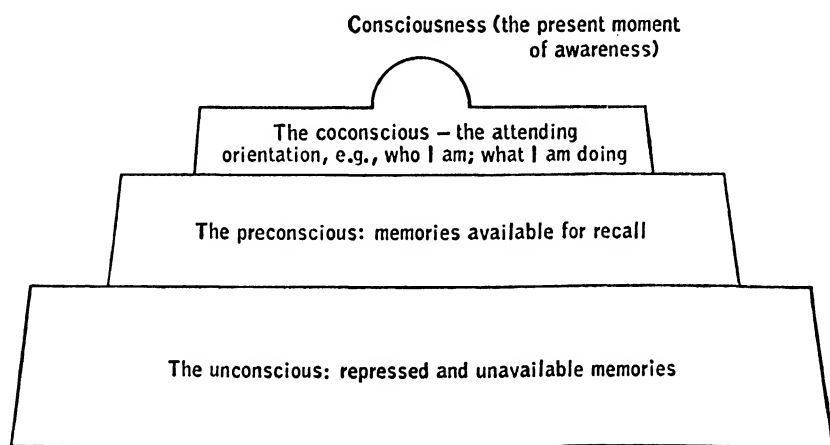 Consciousness (the present moment
of awareness)
The coconscious – the attending
orientation, e.g., who I am; what I am doing
The preconscious: memories available for recall
The unconscious: repressed and unavailable memories